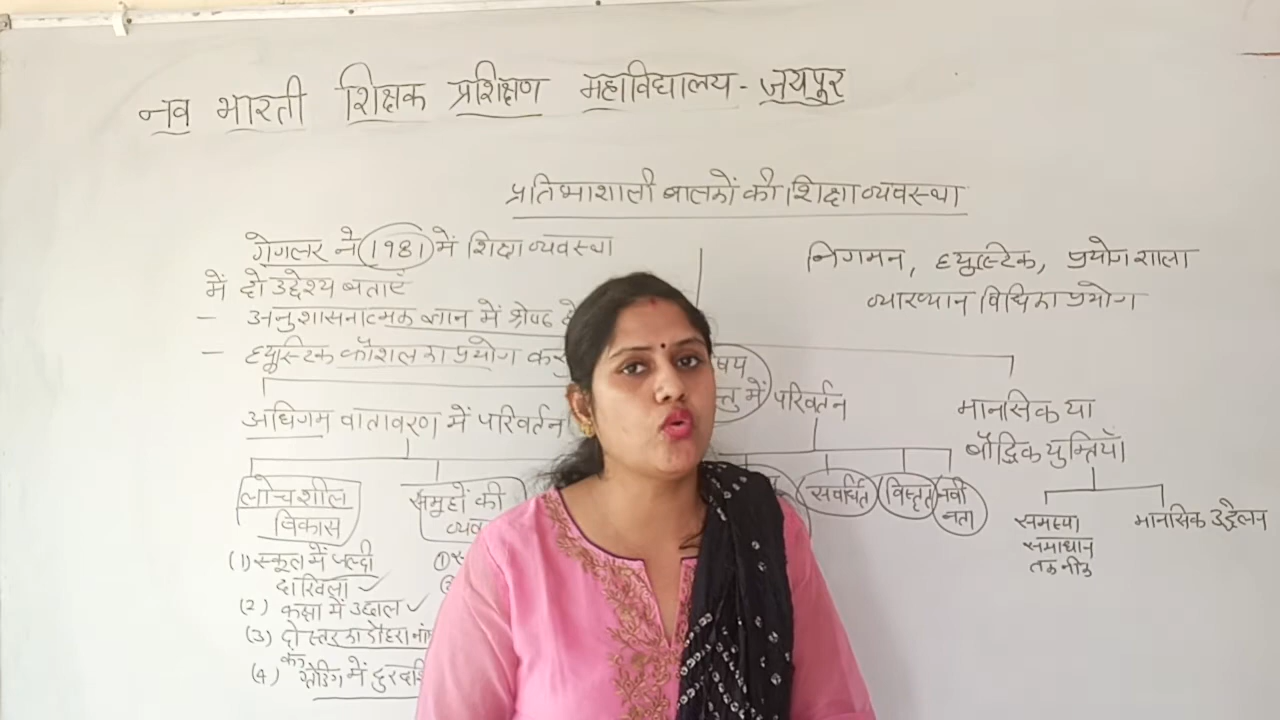 नव भारती शिक्षक प्रशिक्षण महाविद्यालय - जयपुर
प्रतिभाशाली बालकों की शिक्षा व्यवस्था
गेगलर ने 1981 में शिक्षा व्यवस्था
में दो उद्देश्य बताएं
- अनुशासनात्मक ज्ञान में श्रेष्ठ
- ह्यूरिस्टिक कौशल का प्रयोग
निगमन, ह्यूरिस्टिक, प्रयोगशाला
व्याख्यान विधि का प्रयोग
अधिगम वातावरण में परिवर्तन
में परिवर्तन
मानसिक या
बौद्धिक युक्तियाँ
लोचशील
विकास
समूहों की
संवर्धित
विस्तृत
नवी
नता
समस्या
समाधान
तकनीक
मानसिक उद्वेलन
(1) स्कूल में जल्दी
दाखिला ✓
(2) कक्षा में उछाल ✓
(3) दो स्तर का दोहरा
(4) में